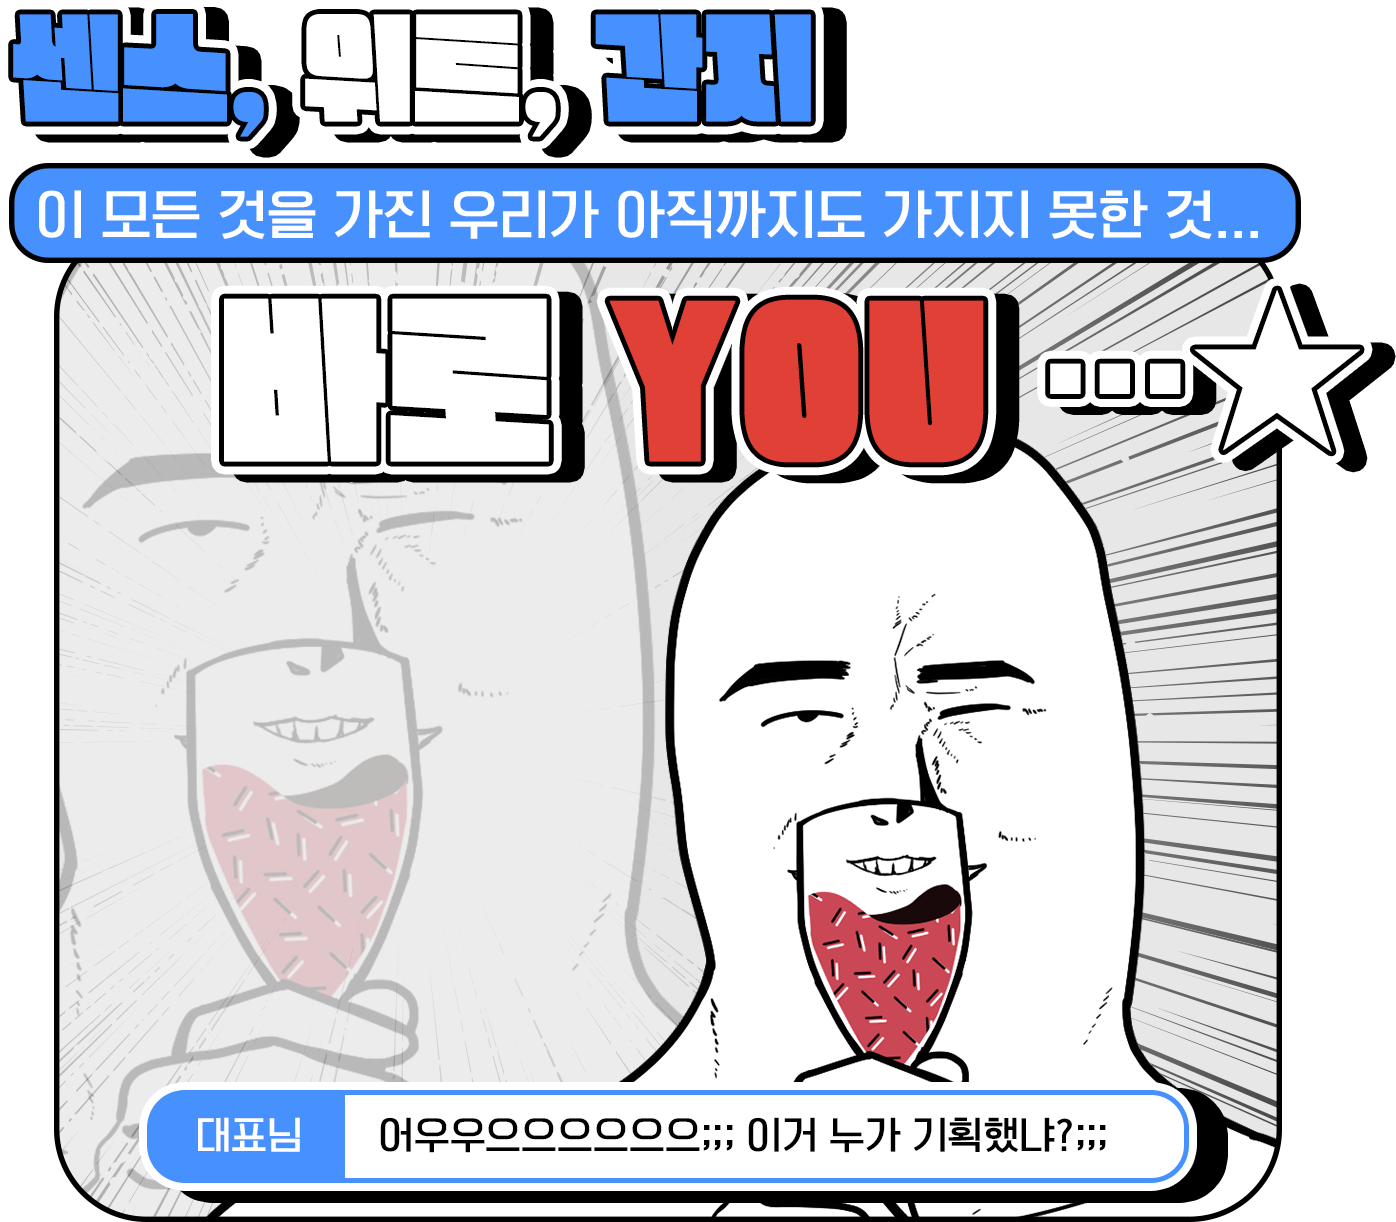 센스, 위트, 간지
이 모든 것을 가진 우리가 아직까지도 가지지 못한 것...
바로 YOU ...☆
대표님 어우우으으으으으으;;; 이거 누가 기획했냐?;;;